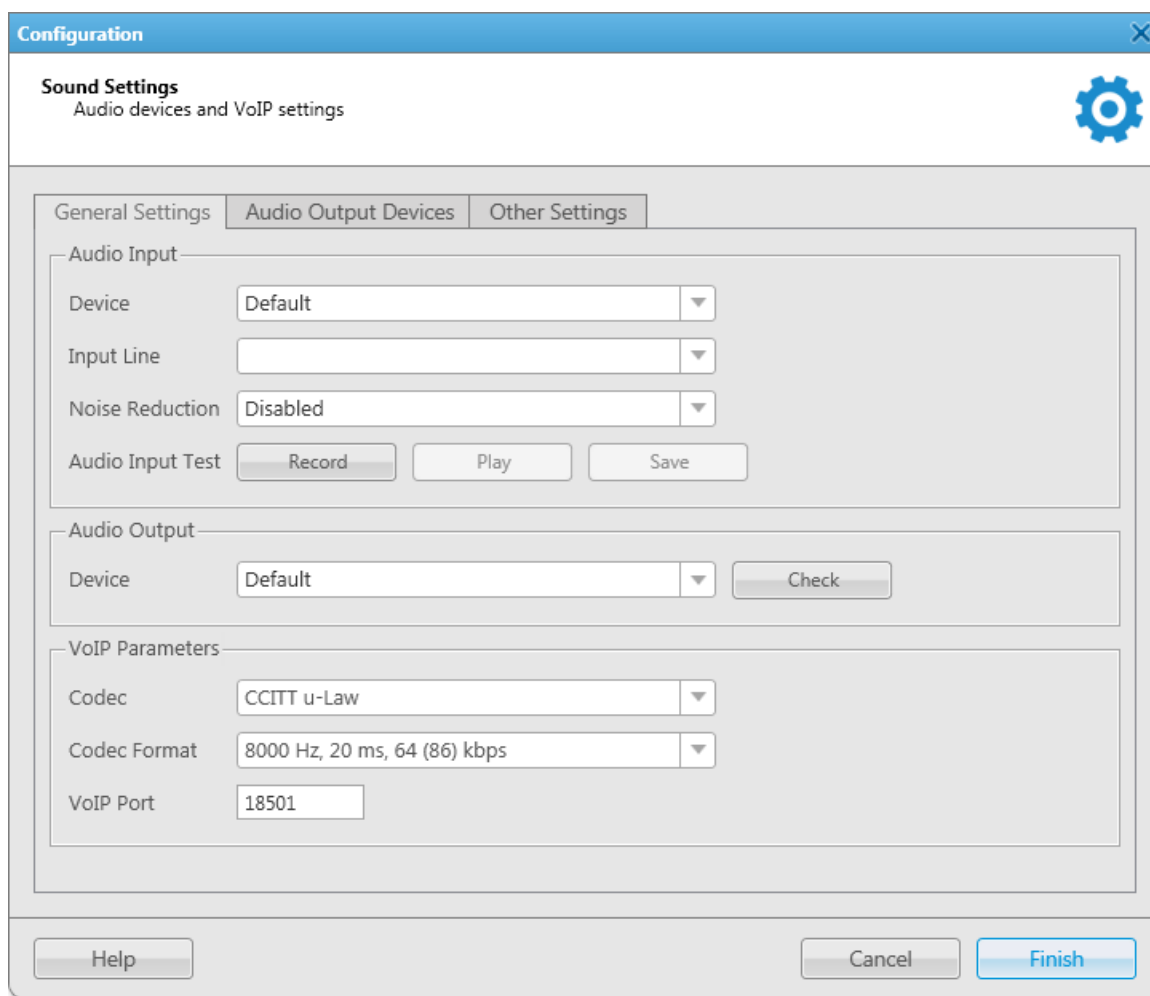 Configuration
Sound Settings
Audio devices and VoIP settings
General Settings Audio Output Devices Other Settings
Audio Input
Device Default
Input Line
Noise Reduction Disabled
Audio Input Test Record Play Save
Audio Output
Device Default Check
VoIP Parameters
Codec CCITT u-Law
Codec Format 8000 Hz, 20 ms, 64 (86) kbps
VoIP Port 18501
Help Cancel Finish